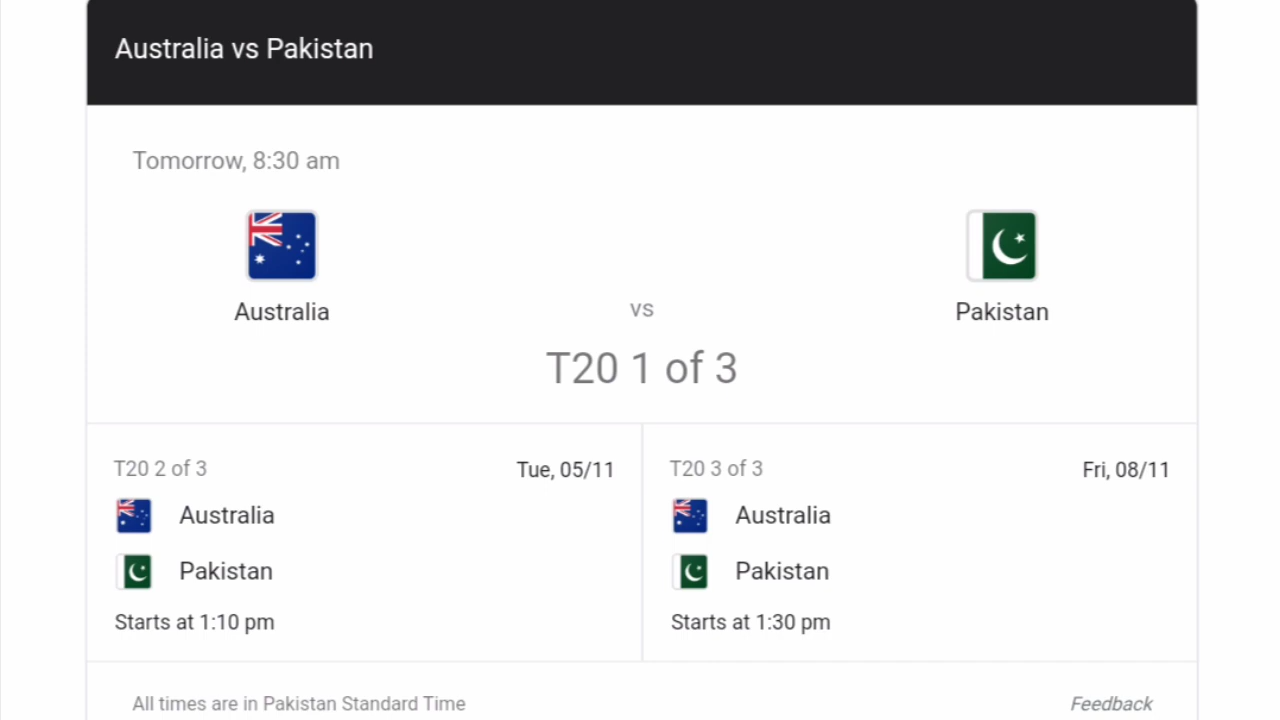 Australia vs Pakistan
Tomorrow, 8:30 am
Australia
vs
Pakistan
T20 1 of 3
T20 2 of 3
Tue, 05/11
Australia
Pakistan
Starts at 1:10 pm
T20 3 of 3
Fri, 08/11
Australia
Pakistan
Starts at 1:30 pm
All times are in Pakistan Standard Time
Feedback